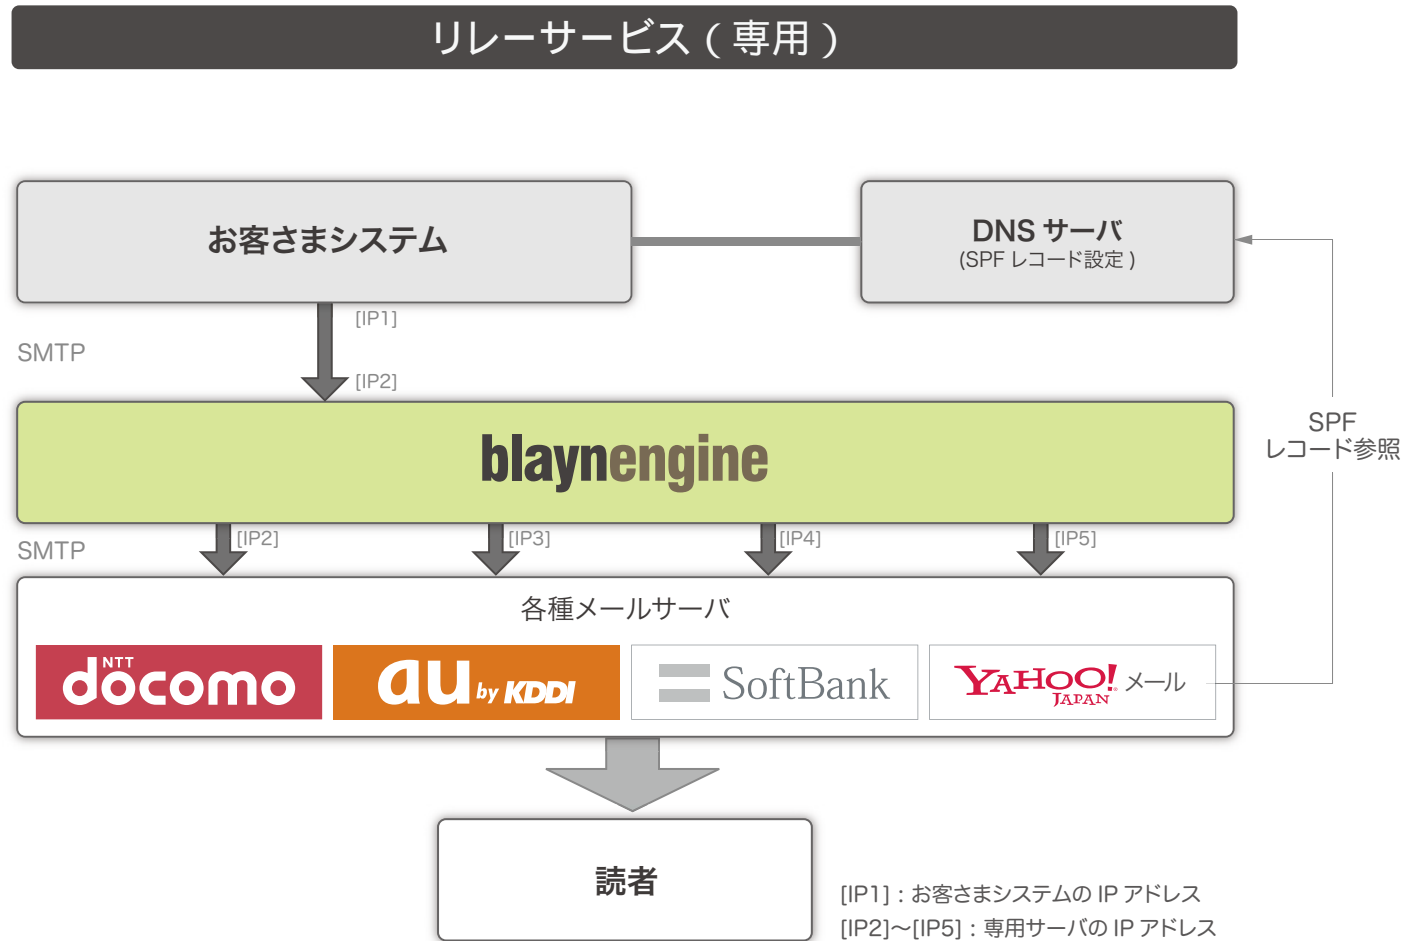 リレーサービス ( 専用 )
お客さまシステム
DNS サーバ
(SPF レコード設定 )
[IP1]
SMTP
[IP2]
blaynengine
SPF
レコード参照
[IP2]
[IP3]
[IP4]
[IP5]
SMTP
各種メールサーバ
NTT
docomo
au by KDDI
SoftBank
YAHOO! メール
JAPAN
読者
[IP1] : お客さまシステムの IP アドレス
[IP2]～[IP5] : 専用サーバの IP アドレス